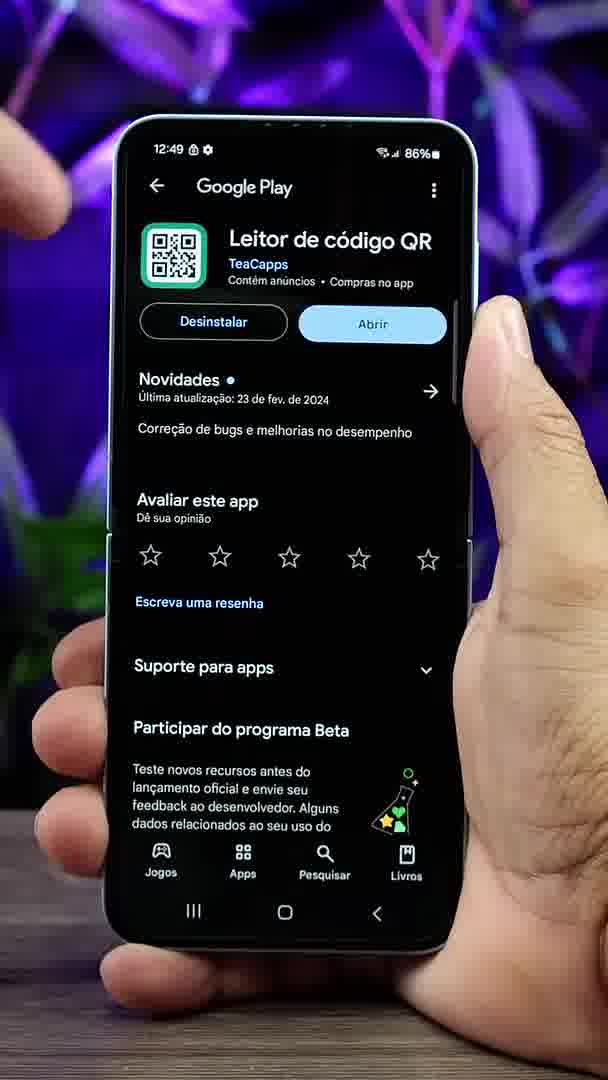 12:49
86%
Google Play
Leitor de código QR
TeaCapps
Contém anúncios • Compras no app
Desinstalar
Abrir
Novidades
Última atualização: 23 de fev. de 2024
Correção de bugs e melhorias no desempenho
Avaliar este app
Dê sua opinião
Escreva uma resenha
Suporte para apps
Participar do programa Beta
Teste novos recursos antes do
lançamento oficial e envie seu
feedback ao desenvolvedor. Alguns
dados relacionados ao seu uso do
Jogos
Apps
Pesquisar
Livros